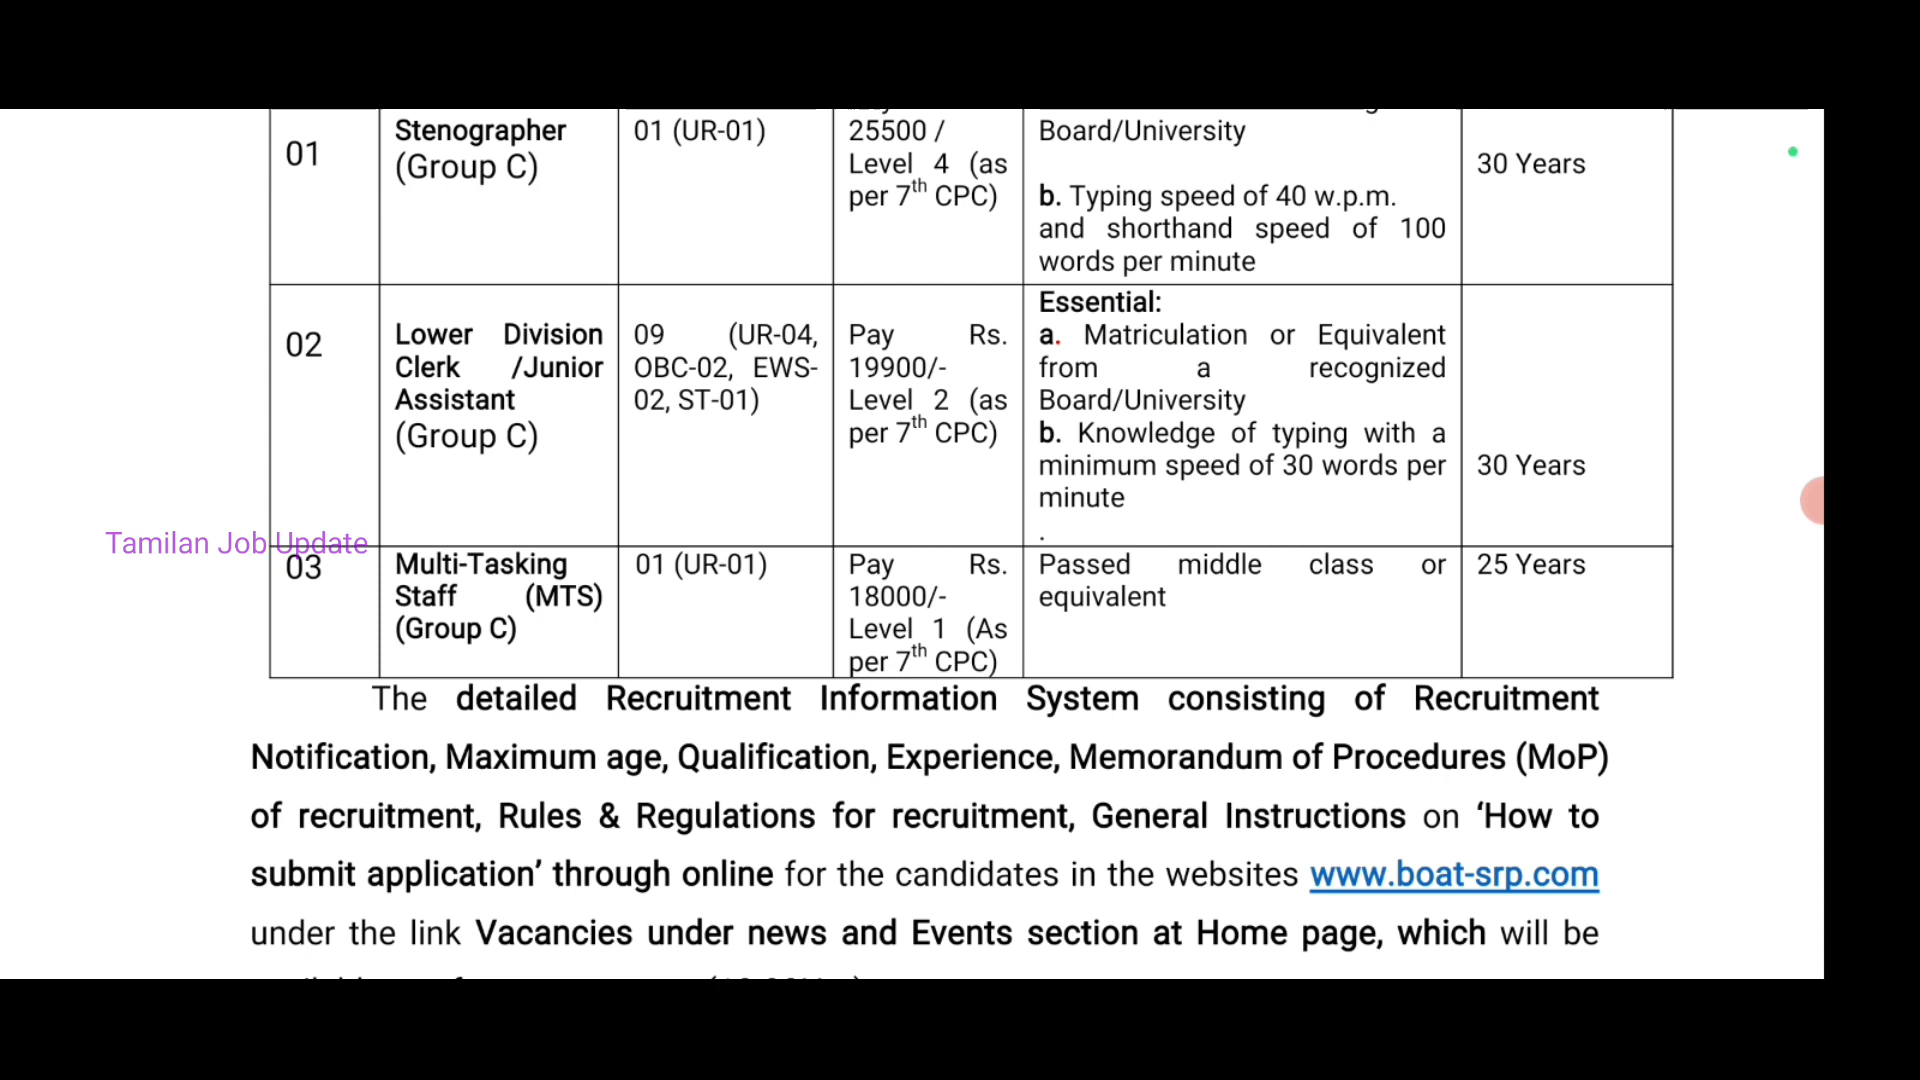 01
Stenographer
(Group C)
01 (UR-01)
25500 /
Level 4 (as
per 7th CPC)
Board/University
b. Typing speed of 40 w.p.m.
and shorthand speed of 100
words per minute
30 Years
02
Lower Division
Clerk /Junior
Assistant
(Group C)
09 (UR-04,
OBC-02, EWS-
02, ST-01)
Pay Rs.
19900/-
Level 2 (as
per 7th CPC)
Essential:
a. Matriculation or Equivalent
from a recognized
Board/University
b. Knowledge of typing with a
minimum speed of 30 words per
minute
.
30 Years
Tamilan Job Update
03
Multi-Tasking
Staff (MTS)
(Group C)
01 (UR-01)
Pay Rs.
18000/-
Level 1 (As
per 7th CPC)
Passed middle class or
equivalent
25 Years
The detailed Recruitment Information System consisting of Recruitment
Notification, Maximum age, Qualification, Experience, Memorandum of Procedures (MoP)
of recruitment, Rules & Regulations for recruitment, General Instructions on ‘How to
submit application’ through online for the candidates in the websites www.boat-srp.com
under the link Vacancies under news and Events section at Home page, which will be